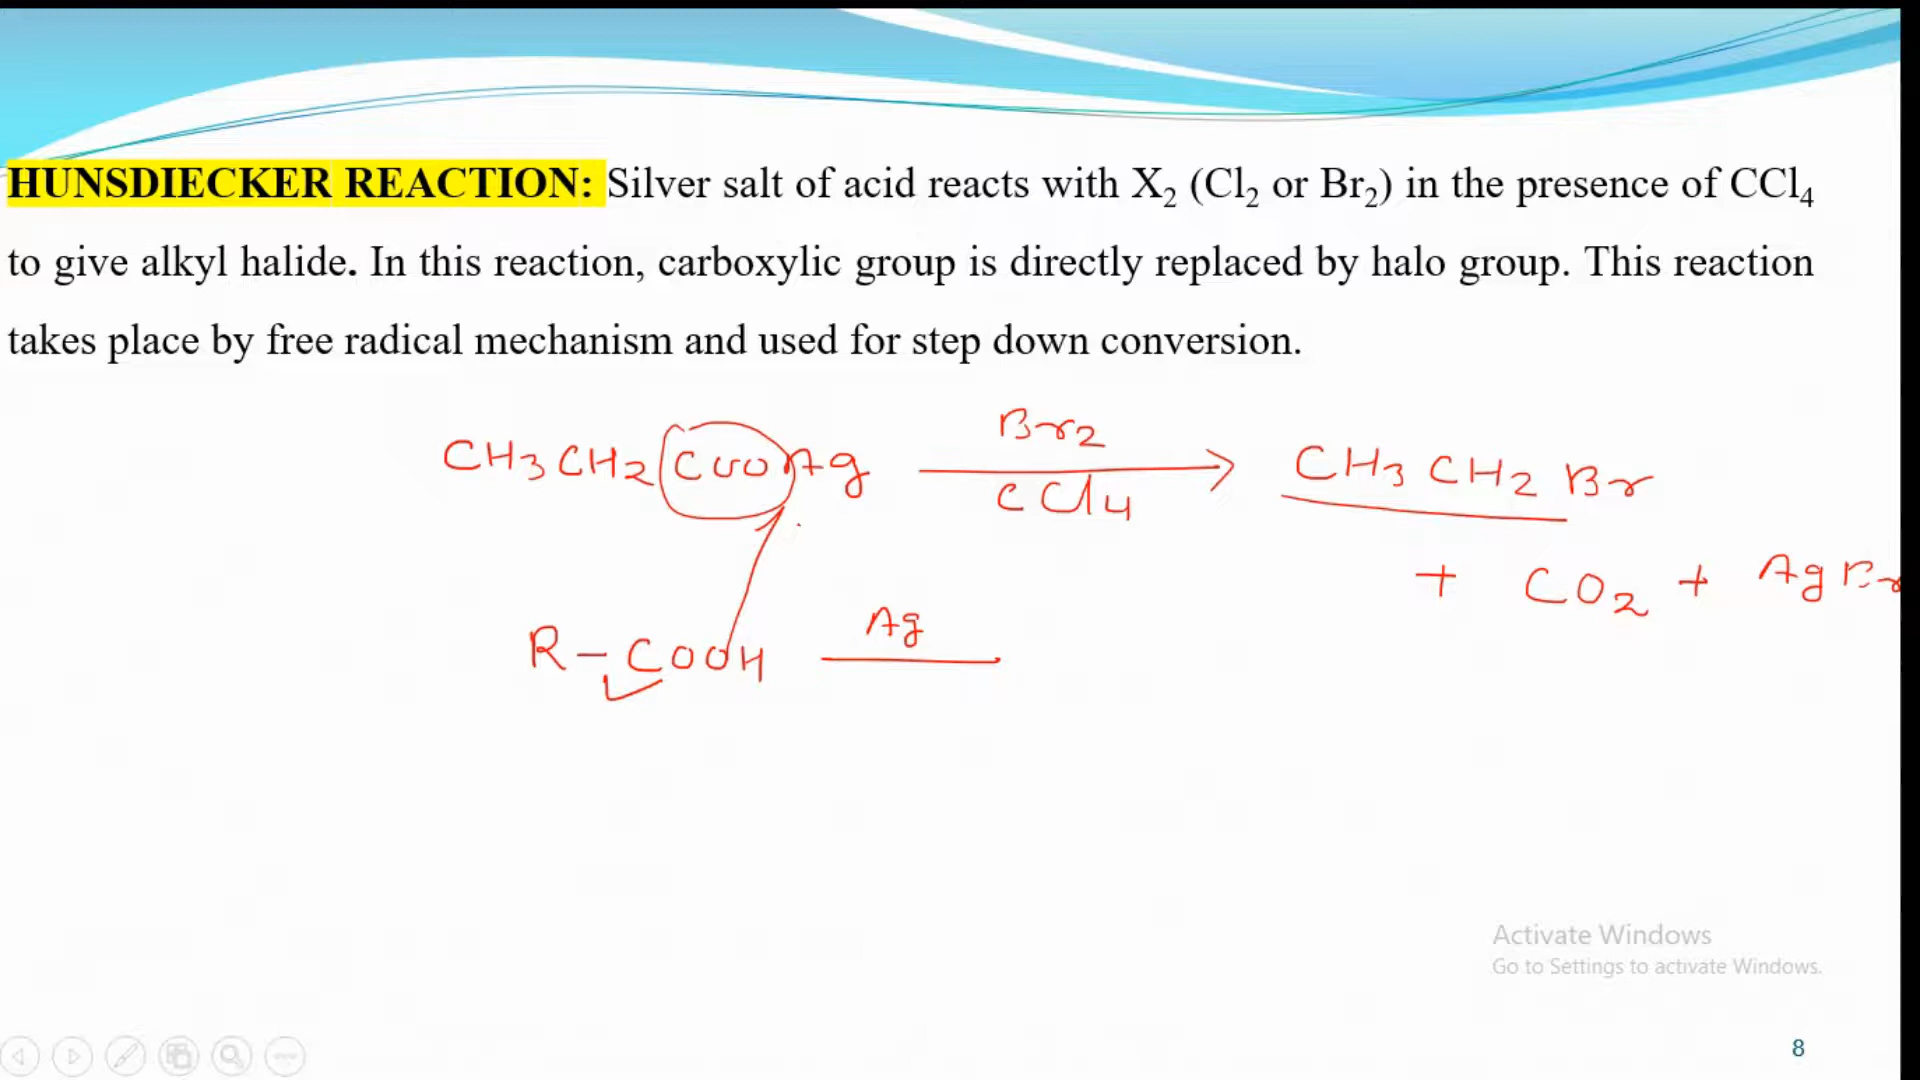 HUNSDIECKER REACTION: Silver salt of acid reacts with X₂ (Cl₂ or Br₂) in the presence of CCl₄
to give alkyl halide. In this reaction, carboxylic group is directly replaced by halo group. This reaction
takes place by free radical mechanism and used for step down conversion.
Br₂
CH₃CH₂COOAg → CH₃CH₂Br
CCl₄
+ CO₂ + AgBr
Ag
R-COOH
Activate Windows
Go to Settings to activate Windows.
8